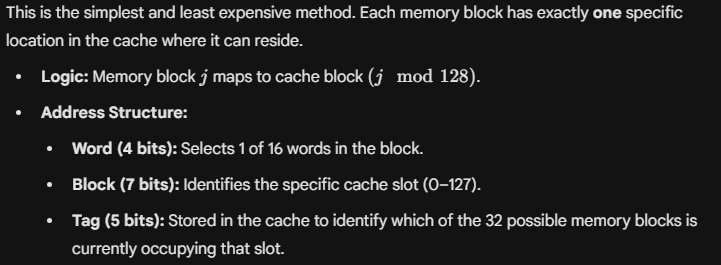 This is the simplest and least expensive method. Each memory block has exactly one specific
location in the cache where it can reside.
• Logic: Memory block j maps to cache block (j mod 128).
• Address Structure:
• Word (4 bits): Selects 1 of 16 words in the block.
• Block (7 bits): Identifies the specific cache slot (0–127).
• Tag (5 bits): Stored in the cache to identify which of the 32 possible memory blocks is
currently occupying that slot.